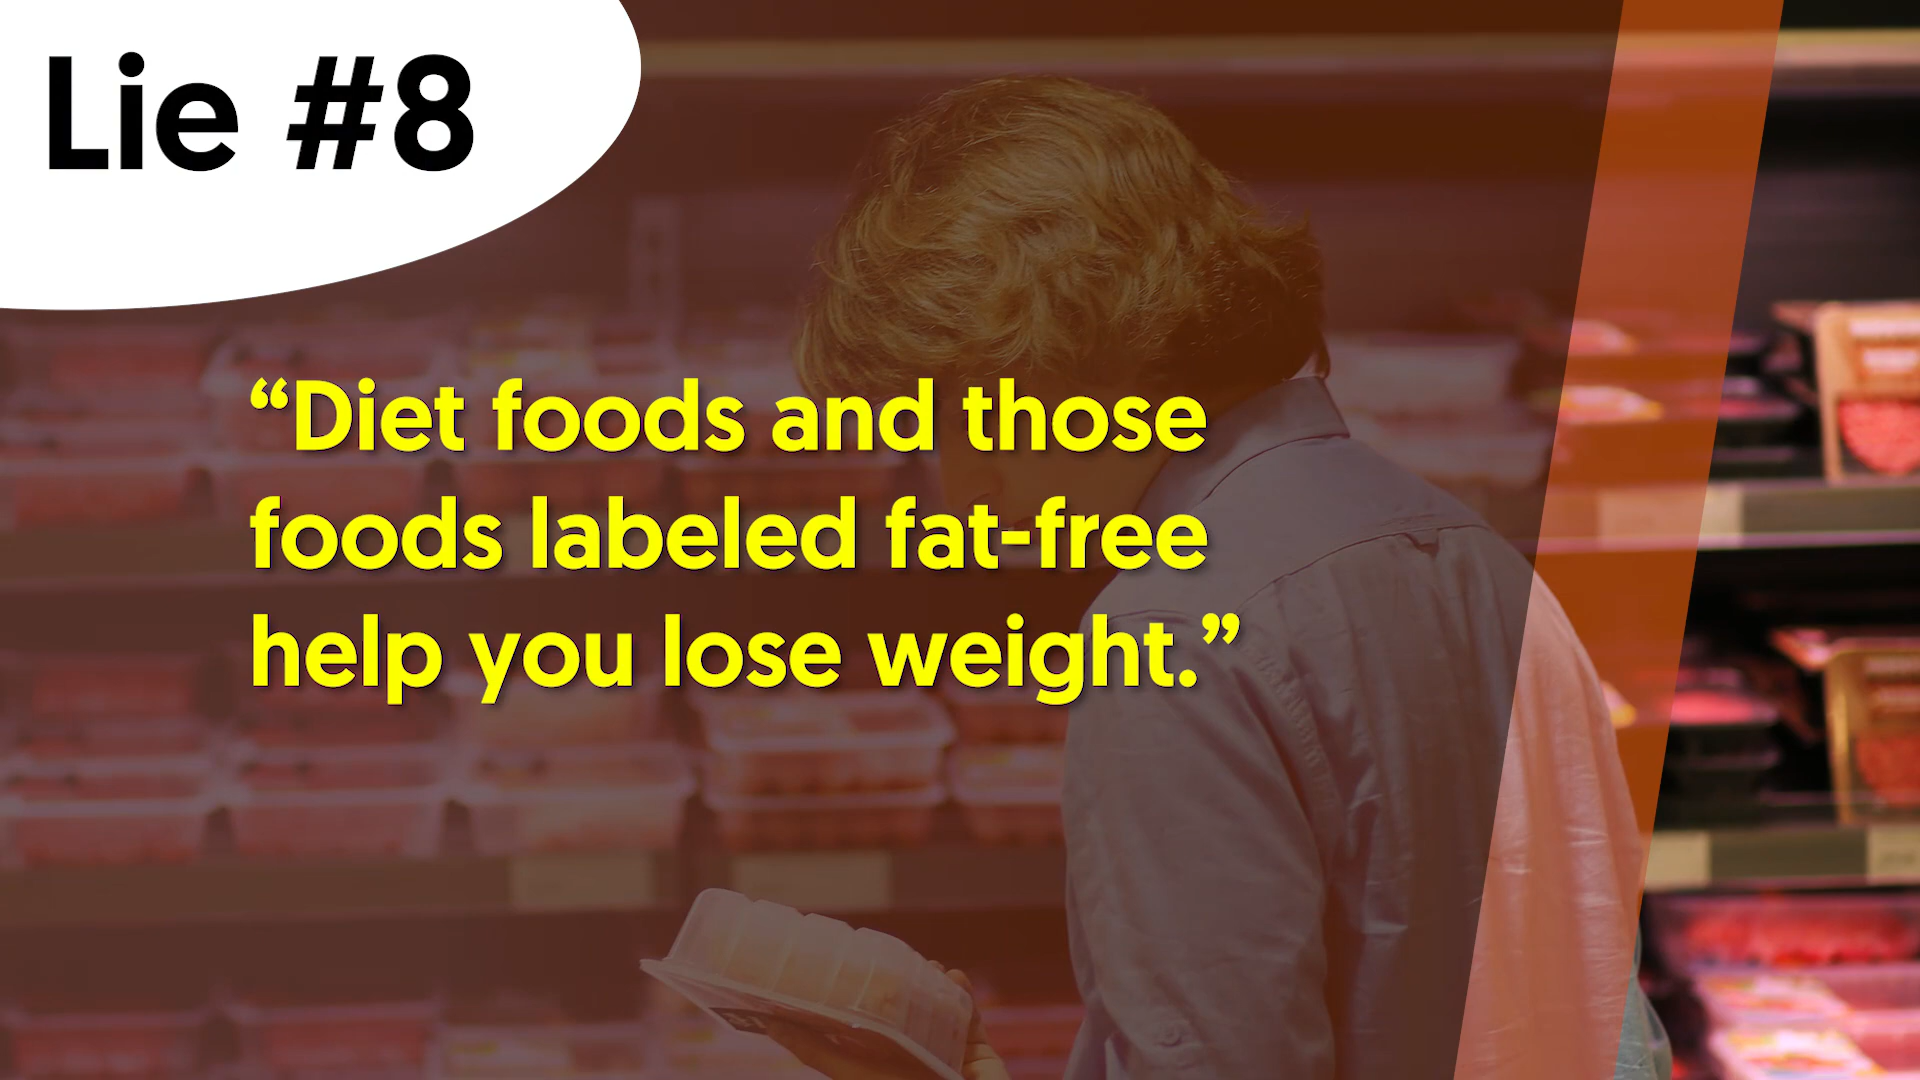 Lie #8
“Diet foods and those
foods labeled fat-free
help you lose weight.”